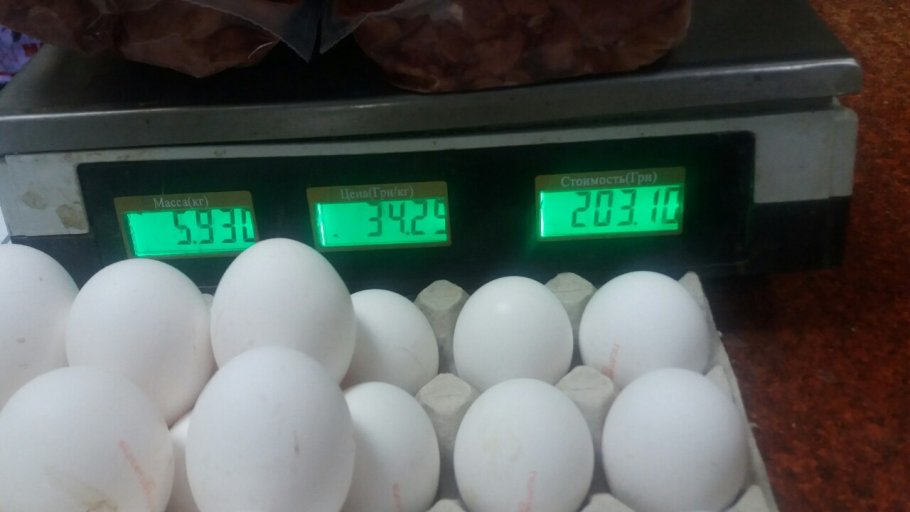 Масса(кг)
5.930
Цена(Грн/кг)
34.25
Стоимость(Грн)
203.10